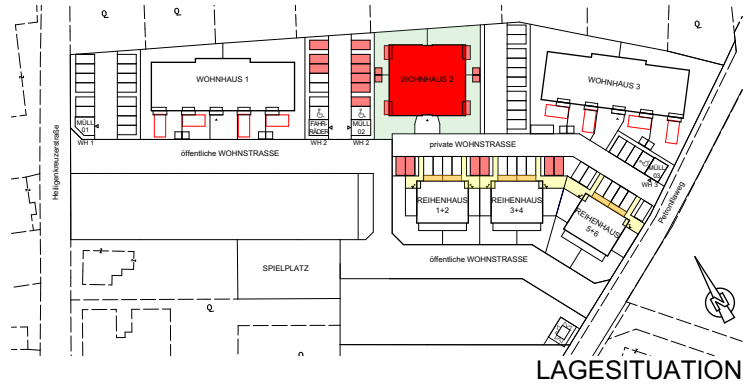 Q
Q
Q
WOHNHAUS 1
WOHNHAUS 2
WOHNHAUS 3
MÜLL
01
WH 1
FAHR-
RÄDER
WH 2
MÜLL
02
WH 2
MÜLL
03
WH 3
öffentliche WOHNSTRASSE
private WOHNSTRASSE
Heiligenkreuzerstraße
Petronillaweg
REIHENHAUS
1+2
REIHENHAUS
3+4
REIHENHAUS
5+6
SPIELPLATZ
öffentliche WOHNSTRASSE
Q
Q
LAGESITUATION